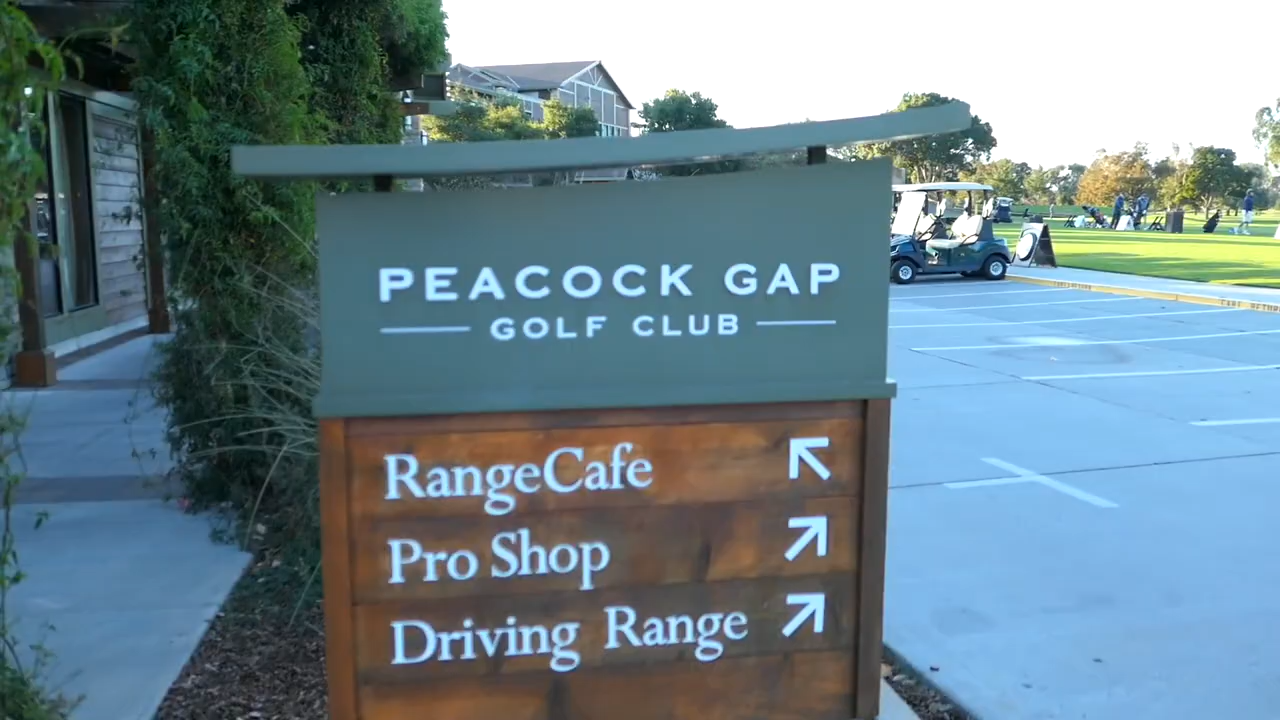 PEACOCK GAP
GOLF CLUB
RangeCafe
Pro Shop
Driving Range